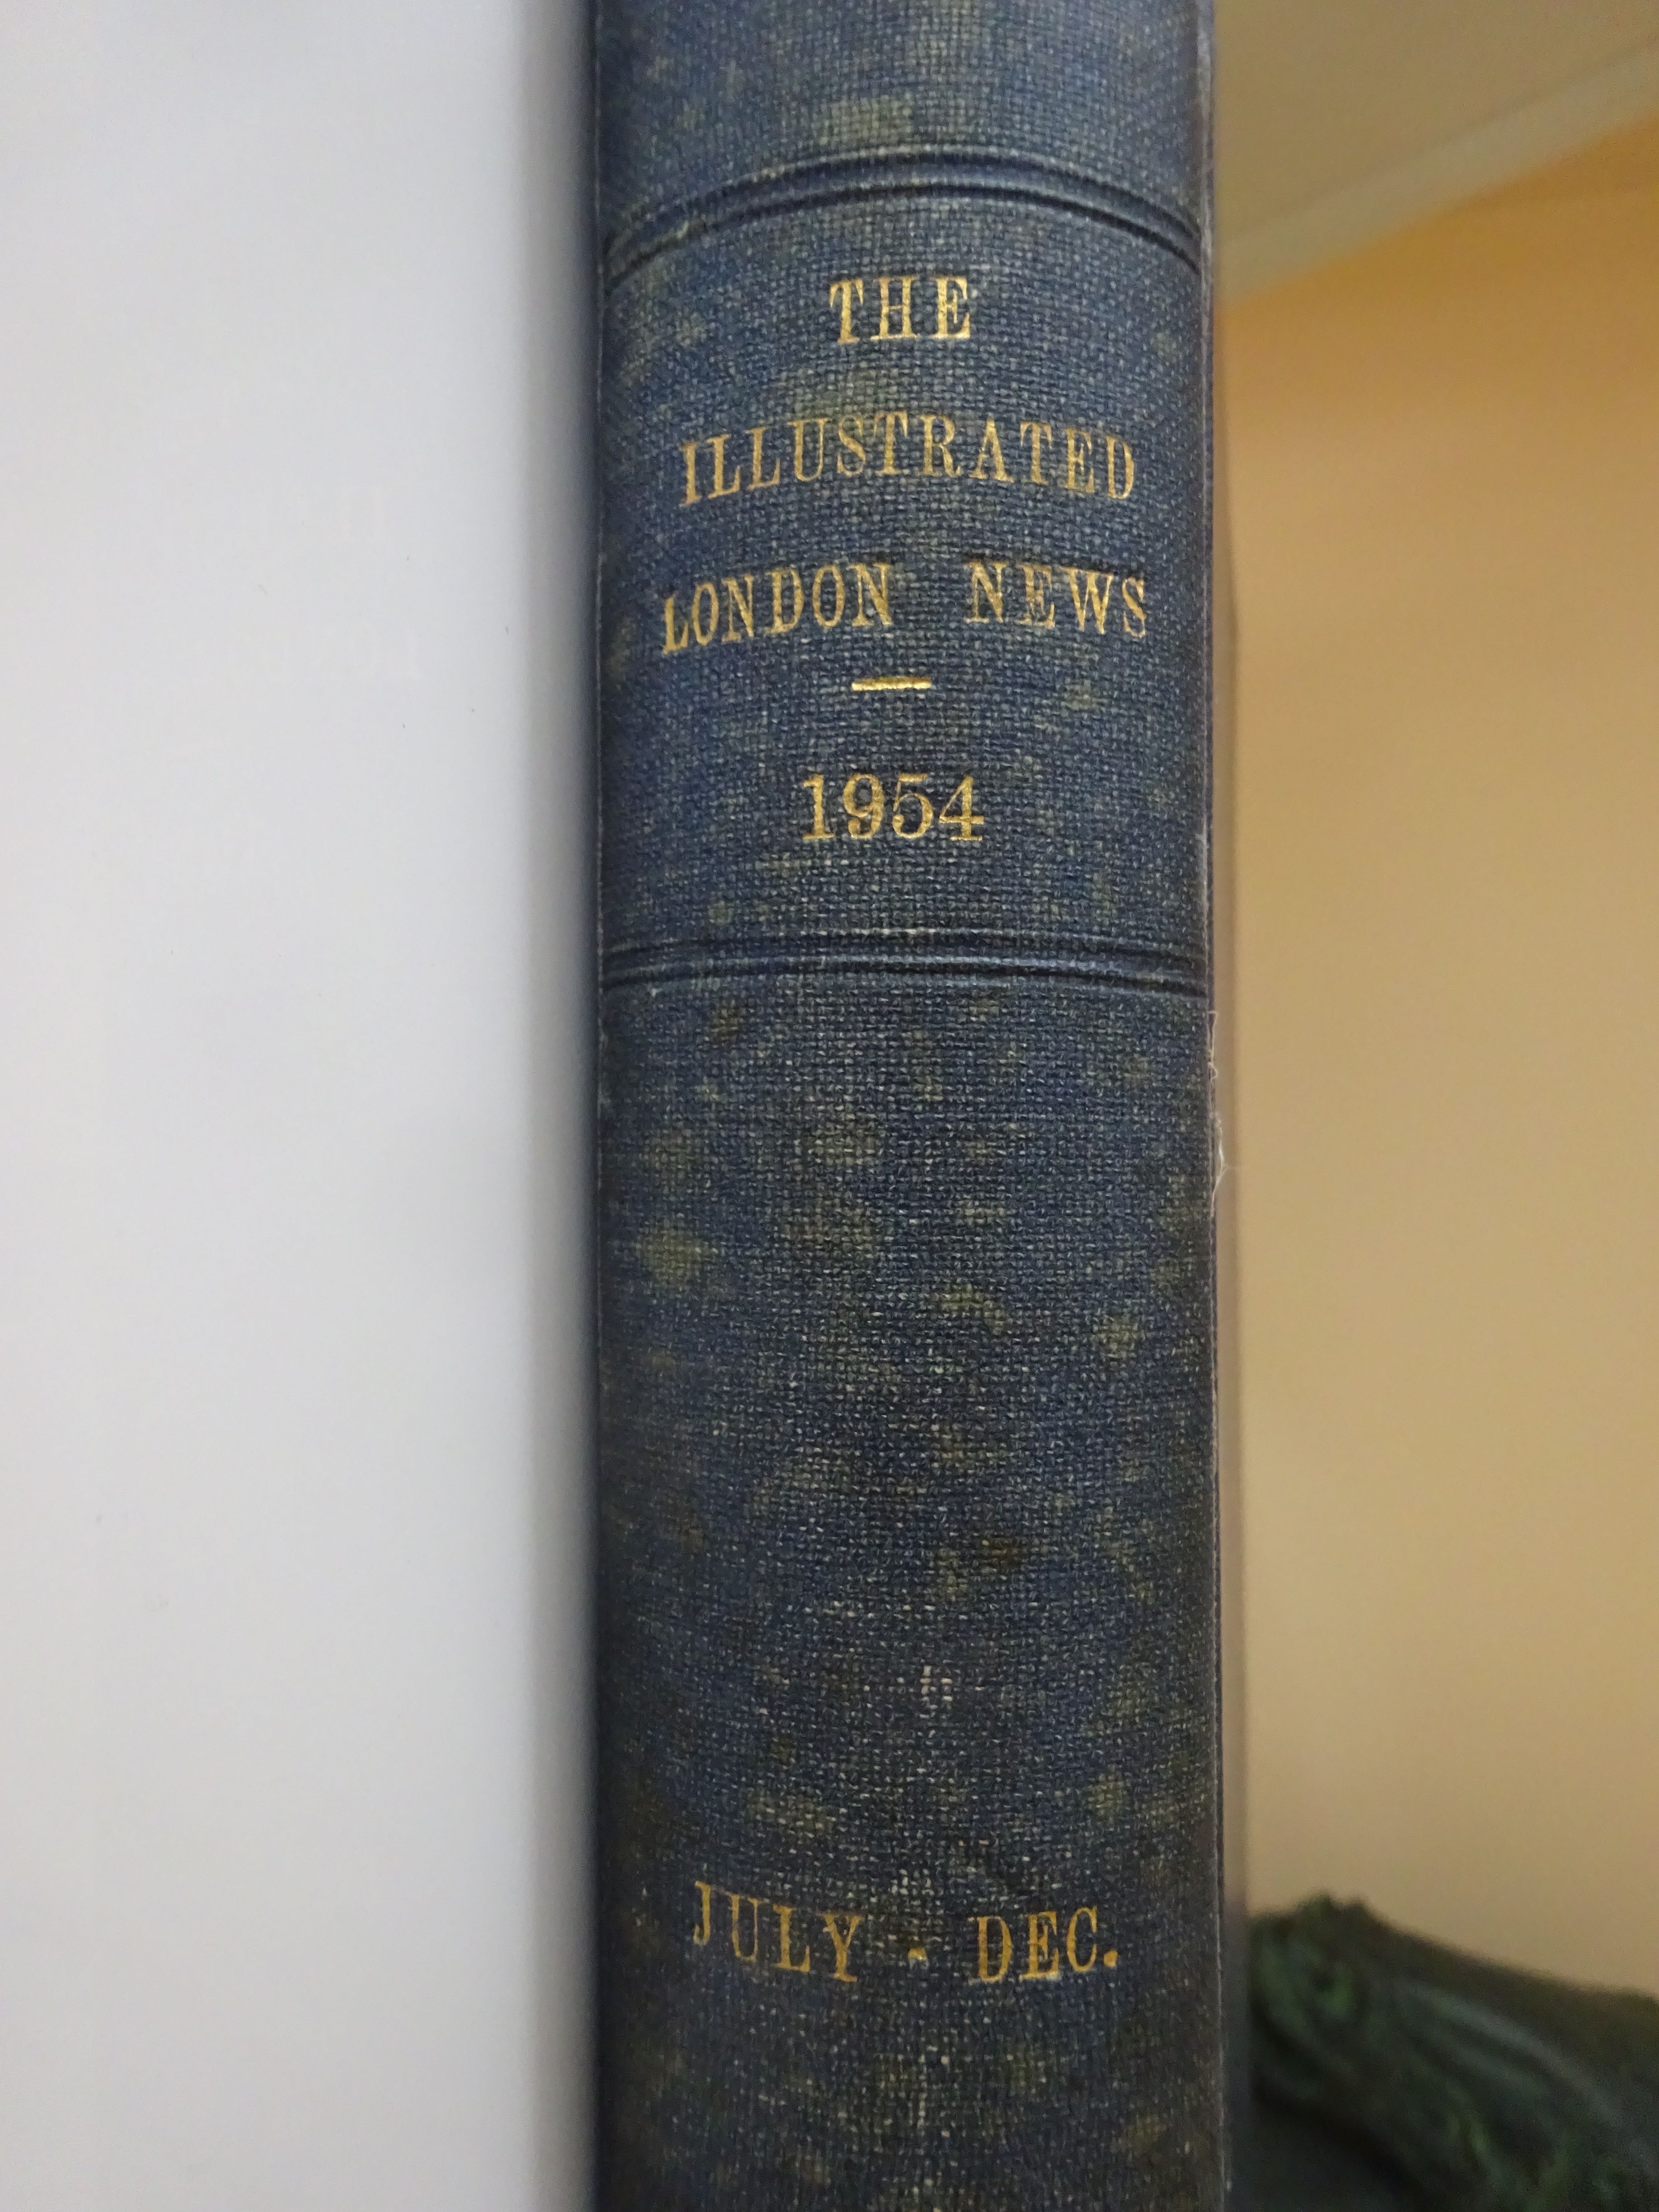 THE
ILLUSTRATED
LONDON NEWS
—
1954
JULY - DEC.